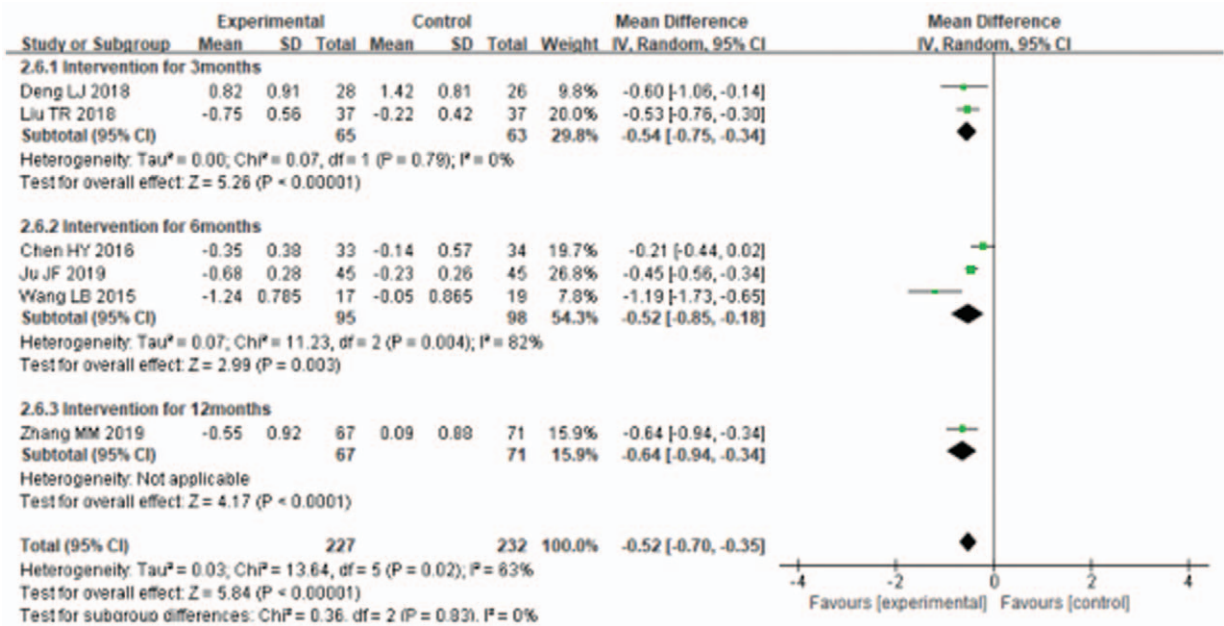 Experimental Control Mean Difference Mean Difference
Study or Subgroup Mean SD Total Mean SD Total Weight IV, Random, 95% CI IV, Random, 95% CI
2.6.1 Intervention for 3months
Deng LJ 2018 0.82 0.91 28 1.42 0.81 26 9.8% -0.60 [-1.06, -0.14]
Liu TR 2018 -0.75 0.56 37 -0.22 0.42 37 20.0% -0.53 [-0.76, -0.30]
Subtotal (95% CI) 65 63 29.8% -0.54 [-0.75, -0.34]
Heterogeneity: Tau² = 0.00; Chi² = 0.07, df = 1 (P = 0.79); I² = 0%
Test for overall effect: Z = 5.26 (P < 0.00001)
2.6.2 Intervention for 6months
Chen HY 2016 -0.35 0.38 33 -0.14 0.57 34 19.7% -0.21 [-0.44, 0.02]
Ju JF 2019 -0.68 0.28 45 -0.23 0.26 45 26.8% -0.45 [-0.56, -0.34]
Wang LB 2015 -1.24 0.785 17 -0.05 0.865 19 7.8% -1.19 [-1.73, -0.65]
Subtotal (95% CI) 95 98 54.3% -0.52 [-0.85, -0.18]
Heterogeneity: Tau² = 0.07; Chi² = 11.23, df = 2 (P = 0.004); I² = 82%
Test for overall effect: Z = 2.99 (P = 0.003)
2.6.3 Intervention for 12months
Zhang MM 2019 -0.55 0.92 67 0.09 0.88 71 15.9% -0.64 [-0.94, -0.34]
Subtotal (95% CI) 67 71 15.9% -0.64 [-0.94, -0.34]
Heterogeneity: Not applicable
Test for overall effect: Z = 4.17 (P < 0.0001)
Total (95% CI) 227 232 100.0% -0.52 [-0.70, -0.35]
Heterogeneity: Tau² = 0.03; Chi² = 13.64, df = 5 (P = 0.02); I² = 63%
Test for overall effect: Z = 5.84 (P < 0.00001)
Test for subgroup differences: Chi² = 0.36, df = 2 (P = 0.83), I² = 0%
-4 -2 0 2 4
Favours [experimental] Favours [control]